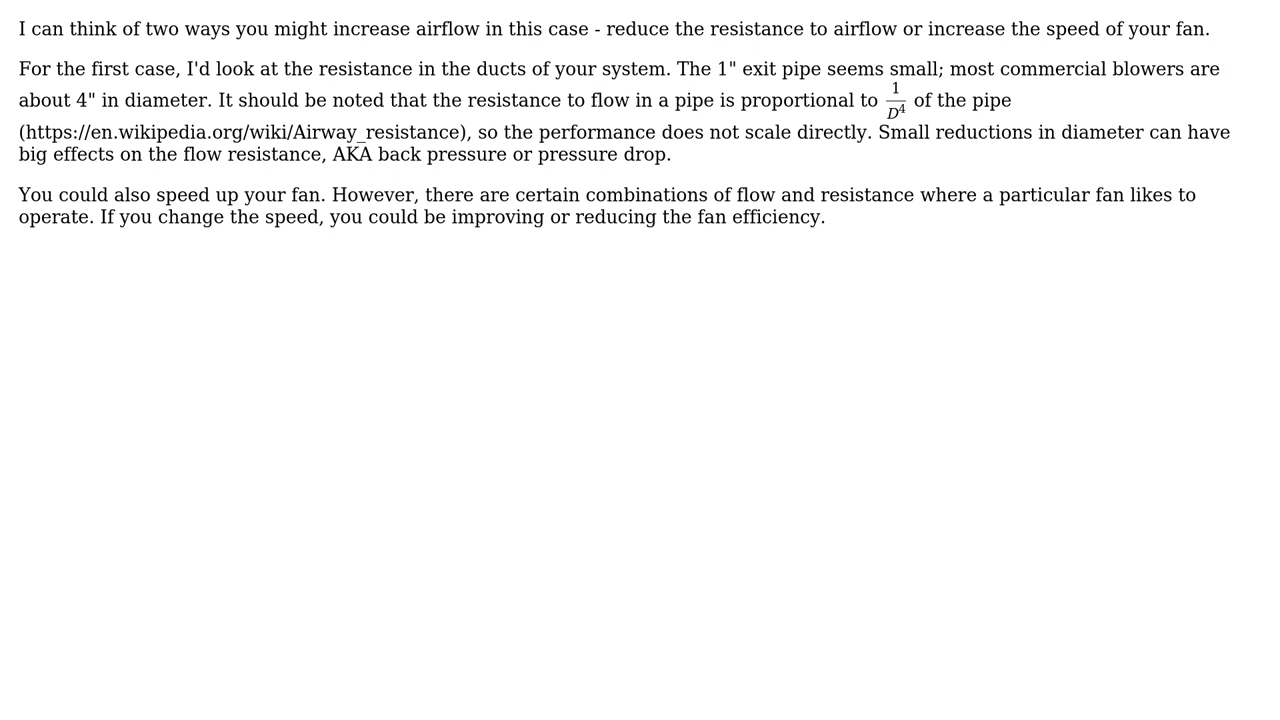 I can think of two ways you might increase airflow in this case - reduce the resistance to airflow or increase the speed of your fan.
For the first case, I'd look at the resistance in the ducts of your system. The 1" exit pipe seems small; most commercial blowers are
about 4" in diameter. It should be noted that the resistance to flow in a pipe is proportional to $\frac{1}{D^4}$ of the pipe
(https://en.wikipedia.org/wiki/Airway_resistance), so the performance does not scale directly. Small reductions in diameter can have
big effects on the flow resistance, AKA back pressure or pressure drop.
You could also speed up your fan. However, there are certain combinations of flow and resistance where a particular fan likes to
operate. If you change the speed, you could be improving or reducing the fan efficiency.